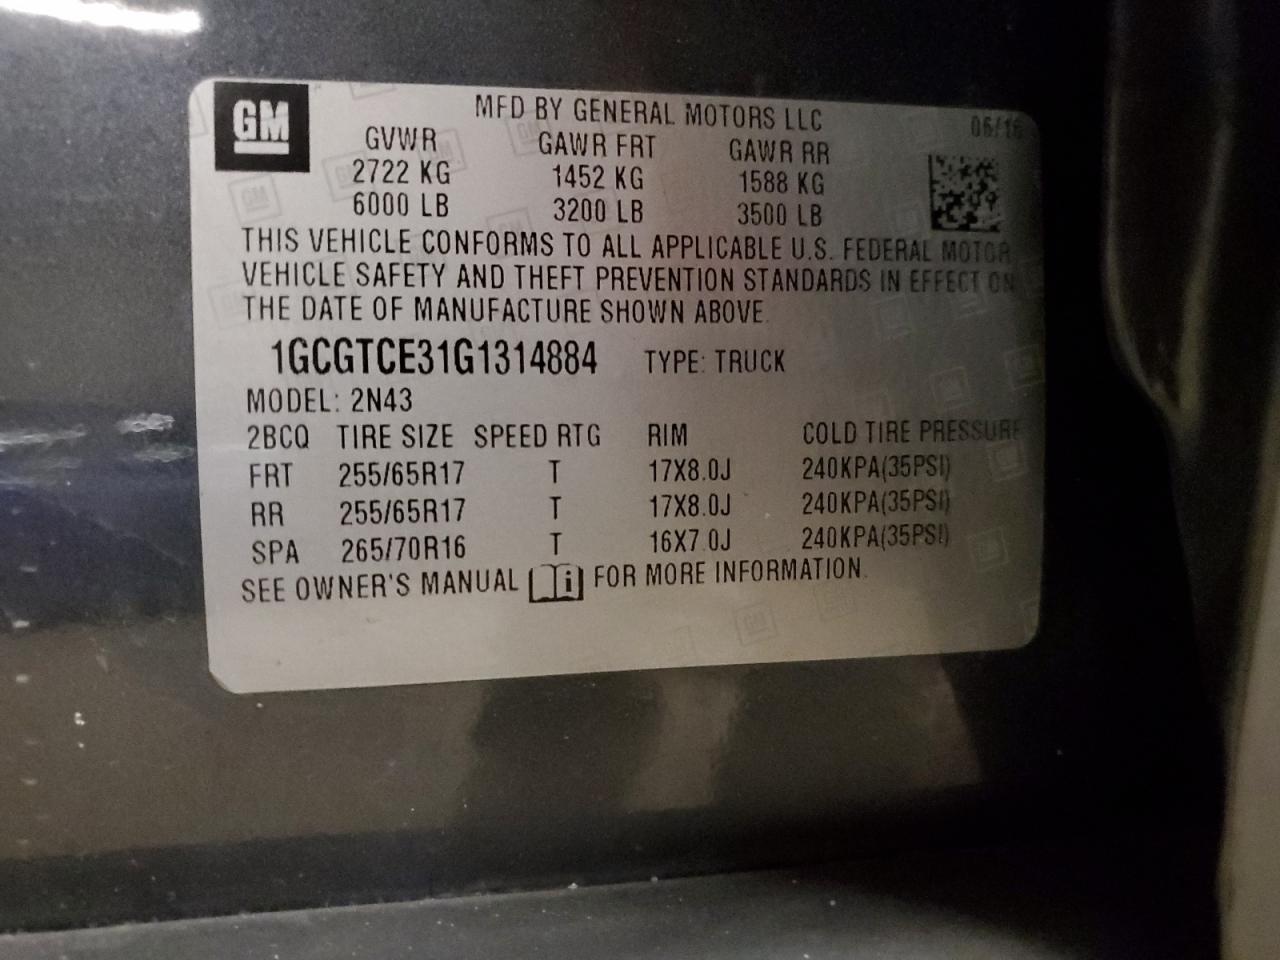 GM
MFD BY GENERAL MOTORS LLC 06/16
GVWR GAWR FRT GAWR RR
2722 KG 1452 KG 1588 KG
6000 LB 3200 LB 3500 LB
THIS VEHICLE CONFORMS TO ALL APPLICABLE U.S. FEDERAL MOTOR
VEHICLE SAFETY AND THEFT PREVENTION STANDARDS IN EFFECT ON
THE DATE OF MANUFACTURE SHOWN ABOVE.
1GCGTCE31G1314884 TYPE: TRUCK
MODEL: 2N43
2BCQ TIRE SIZE SPEED RTG RIM COLD TIRE PRESSURE
FRT 255/65R17 T 17X8.0J 240KPA(35PSI)
RR 255/65R17 T 17X8.0J 240KPA(35PSI)
SPA 265/70R16 T 16X7.0J 240KPA(35PSI)
SEE OWNER'S MANUAL i FOR MORE INFORMATION.